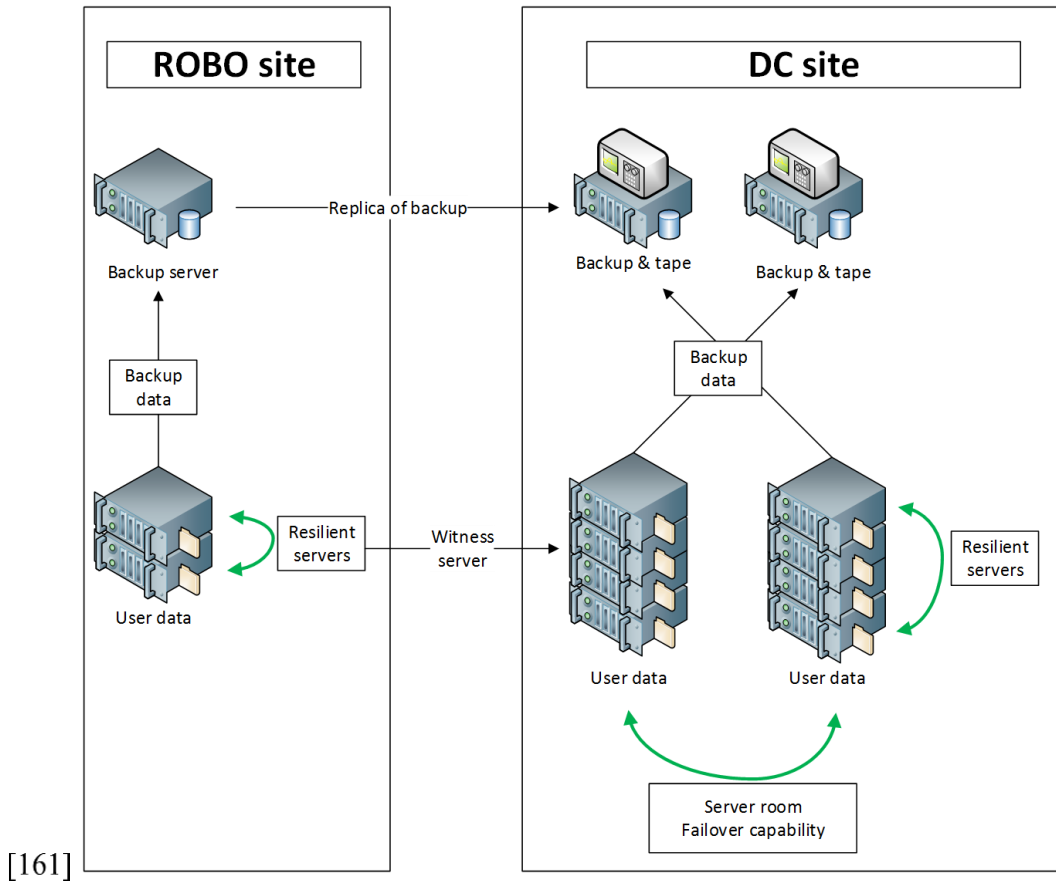 ROBO site
DC site
Replica of backup
Backup server
Backup & tape
Backup & tape
Backup
data
Backup
data
Resilient
servers
Witness
server
Resilient
servers
User data
User data
User data
Server room
Failover capability
[161]